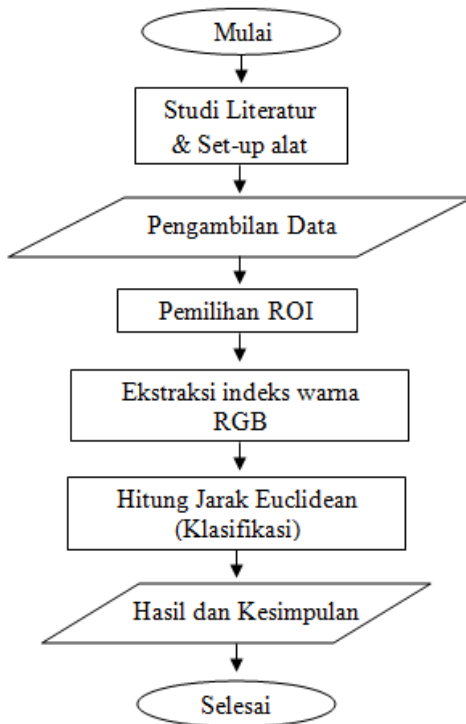 Mulai
Studi Literatur
& Set-up alat
Pengambilan Data
Pemilihan ROI
Ekstraksi indeks warna
RGB
Hitung Jarak Euclidean
(Klasifikasi)
Hasil dan Kesimpulan
Selesai